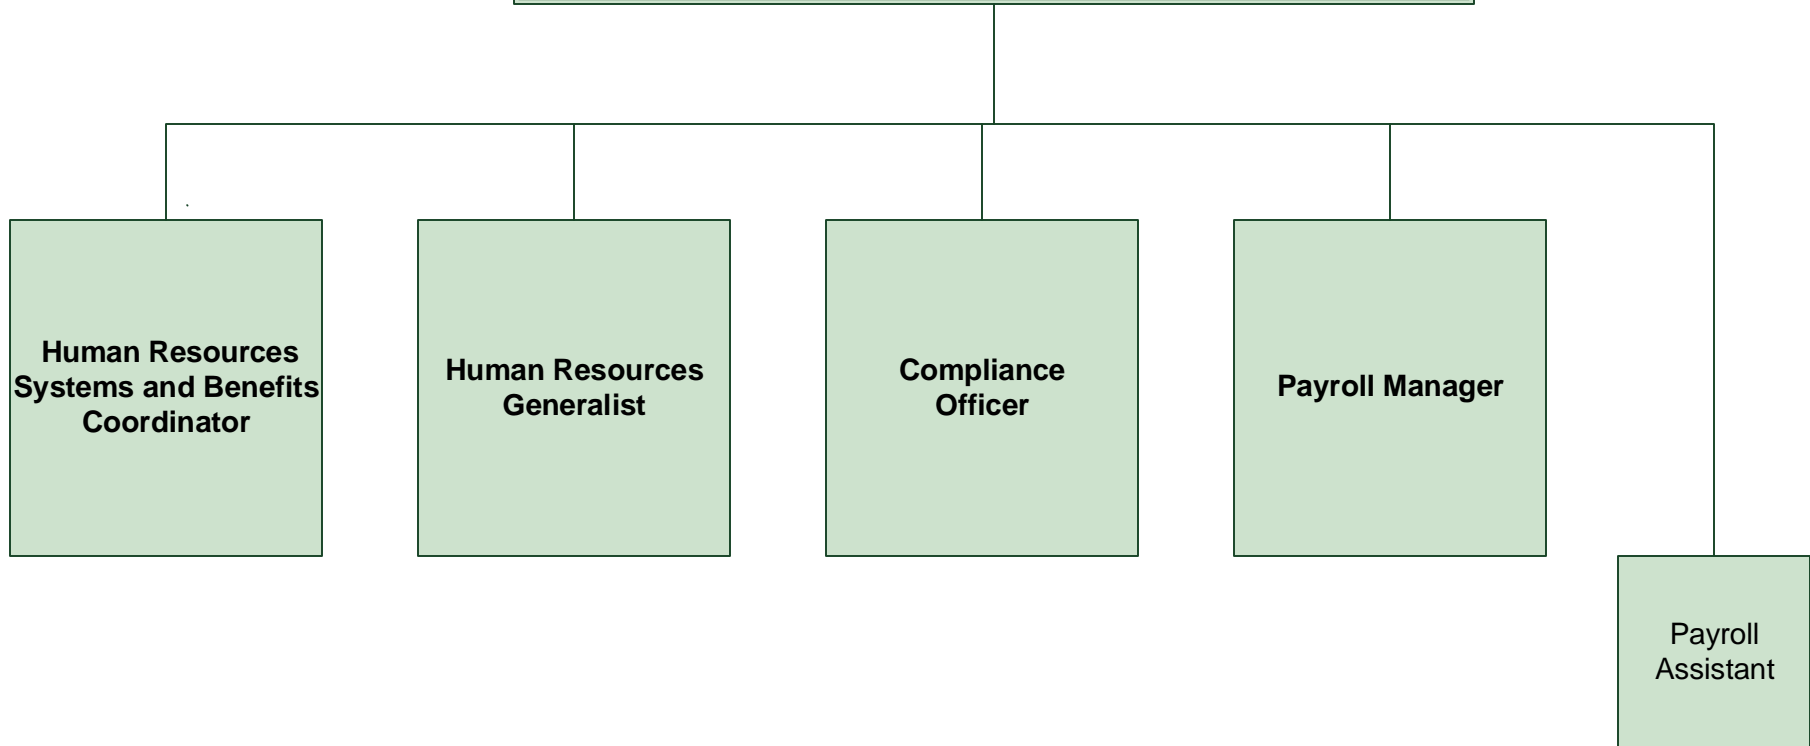 Human Resources
Systems and Benefits
Coordinator
Human Resources
Generalist
Compliance
Officer
Payroll Manager
Payroll
Assistant